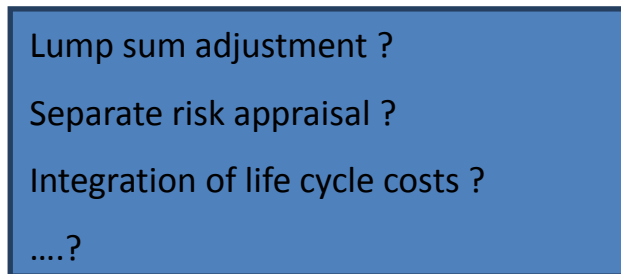 Lump sum adjustment ?
Separate risk appraisal ?
Integration of life cycle costs ?
....?